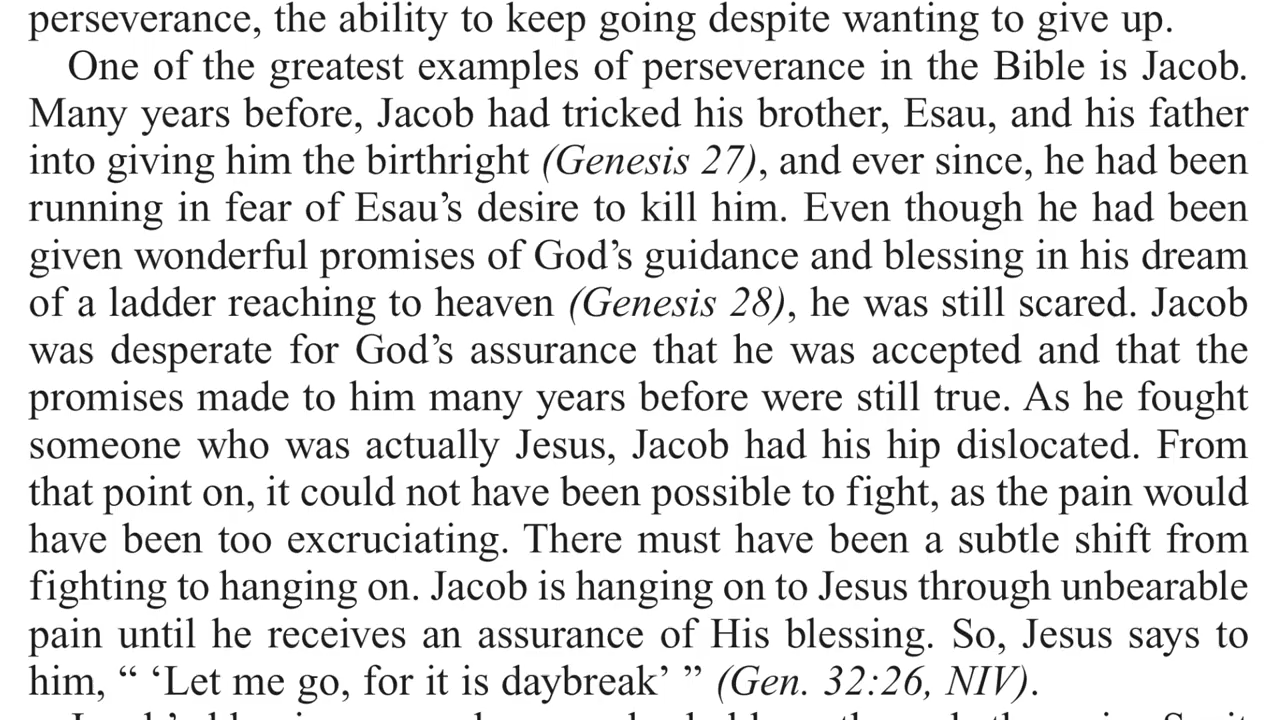 perseverance, the ability to keep going despite wanting to give up.
One of the greatest examples of perseverance in the Bible is Jacob.
Many years before, Jacob had tricked his brother, Esau, and his father
into giving him the birthright (Genesis 27), and ever since, he had been
running in fear of Esau’s desire to kill him. Even though he had been
given wonderful promises of God’s guidance and blessing in his dream
of a ladder reaching to heaven (Genesis 28), he was still scared. Jacob
was desperate for God’s assurance that he was accepted and that the
promises made to him many years before were still true. As he fought
someone who was actually Jesus, Jacob had his hip dislocated. From
that point on, it could not have been possible to fight, as the pain would
have been too excruciating. There must have been a subtle shift from
fighting to hanging on. Jacob is hanging on to Jesus through unbearable
pain until he receives an assurance of His blessing. So, Jesus says to
him, “ ‘Let me go, for it is daybreak’ ” (Gen. 32:26, NIV).